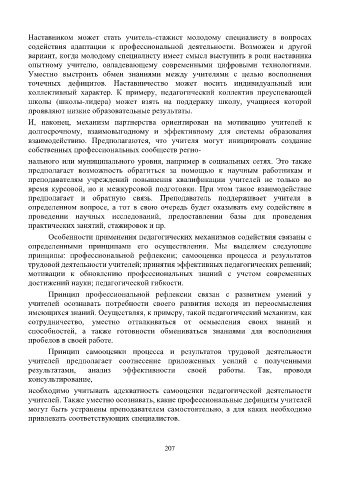 Наставником может стать учитель-стажист молодому специалисту в вопросах
содействия адаптации к профессиональной деятельности. Возможен и другой
вариант, когда молодому специалисту имеет смысл выступить в роли наставника
опытному учителю, овладевающему современными цифровыми технологиями.
Уместно выстроить обмен знаниями между учителями с целью восполнения
точечных дефицитов. Наставничество может носить индивидуальный или
коллективный характер. К примеру, педагогический коллектив преуспевающей
школы (школы-лидера) может взять на поддержку школу, учащиеся которой
проявляют низкие образовательные результаты.
И, наконец, механизм партнерства ориентирован на мотивацию учителей к
долгосрочному, взаимовыгодному и эффективному для системы образования
взаимодействию. Предполагаются, что учителя могут инициировать создание
собственных профессиональных сообществ регио-
нального или муниципального уровня, например в социальных сетях. Это также
предполагает возможность обратиться за помощью к научным работникам и
преподавателям учреждений повышения квалификации учителей не только во
время курсовой, но и межкурсовой подготовки. При этом такое взаимодействие
предполагает и обратную связь. Преподаватель поддерживает учителя в
определенном вопросе, а тот в свою очередь будет оказывать ему содействие в
проведении научных исследований, предоставлении базы для проведения
практических занятий, стажировок и пр.
Особенности применения педагогических механизмов содействия связаны с
определенными принципами его осуществления. Мы выделяем следующие
принципы: профессиональной рефлексии; самооценки процесса и результатов
трудовой деятельности учителей; принятия эффективных педагогических решений;
мотивации к обновлению профессиональных знаний с учетом современных
достижений науки; педагогической гибкости.
Принцип профессиональной рефлексии связан с развитием умений у
учителей осознавать потребности своего развития исходя из переосмысления
имеющихся знаний. Осуществляя, к примеру, такой педагогический механизм, как
сотрудничество, уместно отталкиваться от осмысления своих знаний и
способностей, а также готовности обмениваться знаниями для восполнения
пробелов в своей работе.
Принцип самооценки процесса и результатов трудовой деятельности
учителей предполагает соотнесение приложенных усилий с полученными
результатами, анализ эффективности своей работы. Так, проводя
консультирование,
необходимо учитывать адекватность самооценки педагогической деятельности
учителей. Также уместно осознавать, какие профессиональные дефициты учителей
могут быть устранены преподавателем самостоятельно, а для каких необходимо
привлекать соответствующих специалистов.
207